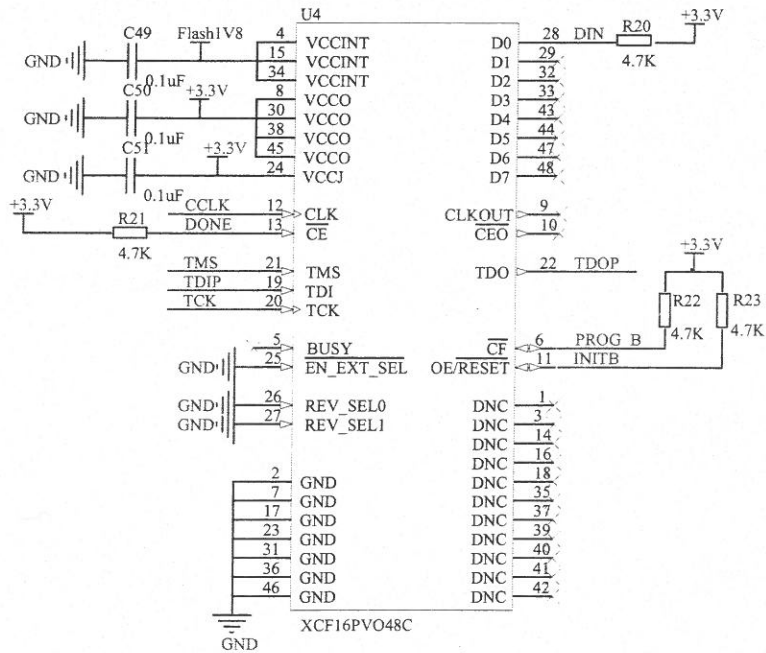 U4
C49 Flash1V8 4 VCCINT D0 28 DIN R20 +3.3V
GND 15 VCCINT D1 29 4.7K
0.1uF 34 VCCINT D2 32
C50 +3.3V 8 VCCO D3 33
GND 30 VCCO D4 43
0.1uF 38 VCCO D5 44
C51 +3.3V 45 VCCO D6 47
GND 24 VCCJ D7 48
0.1uF
+3.3V CCLK 12 CLK CLKOUT 9
R21 DONE 13 CE CEO 10
4.7K +3.3V
TMS 21 TMS TDO 22 TDOP
TDIP 19 TDI R22 R23
TCK 20 TCK 4.7K 4.7K
5 BUSY CF 6 PROG_B
GND 25 EN_EXT_SEL OE/RESET 11 INITB
GND 26 REV_SEL0 DNC 1
GND 27 REV_SEL1 DNC 3
DNC 14
DNC 16
2 GND DNC 18
7 GND DNC 35
17 GND DNC 37
23 GND DNC 39
31 GND DNC 40
36 GND DNC 41
46 GND DNC 42
GND XCF16PVO48C